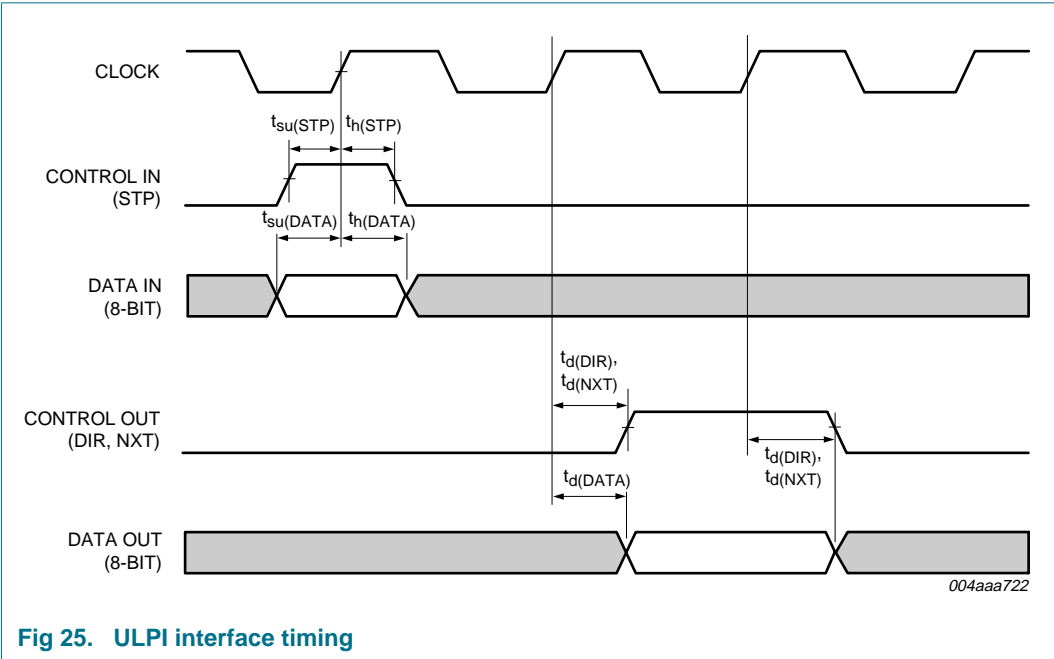 CLOCK
tsu(STP) th(STP)
CONTROL IN
(STP)
tsu(DATA) th(DATA)
DATA IN
(8-BIT)
td(DIR),
td(NXT)
CONTROL OUT
(DIR, NXT)
td(DIR),
td(NXT)
td(DATA)
DATA OUT
(8-BIT)
004aaa722
Fig 25. ULPI interface timing